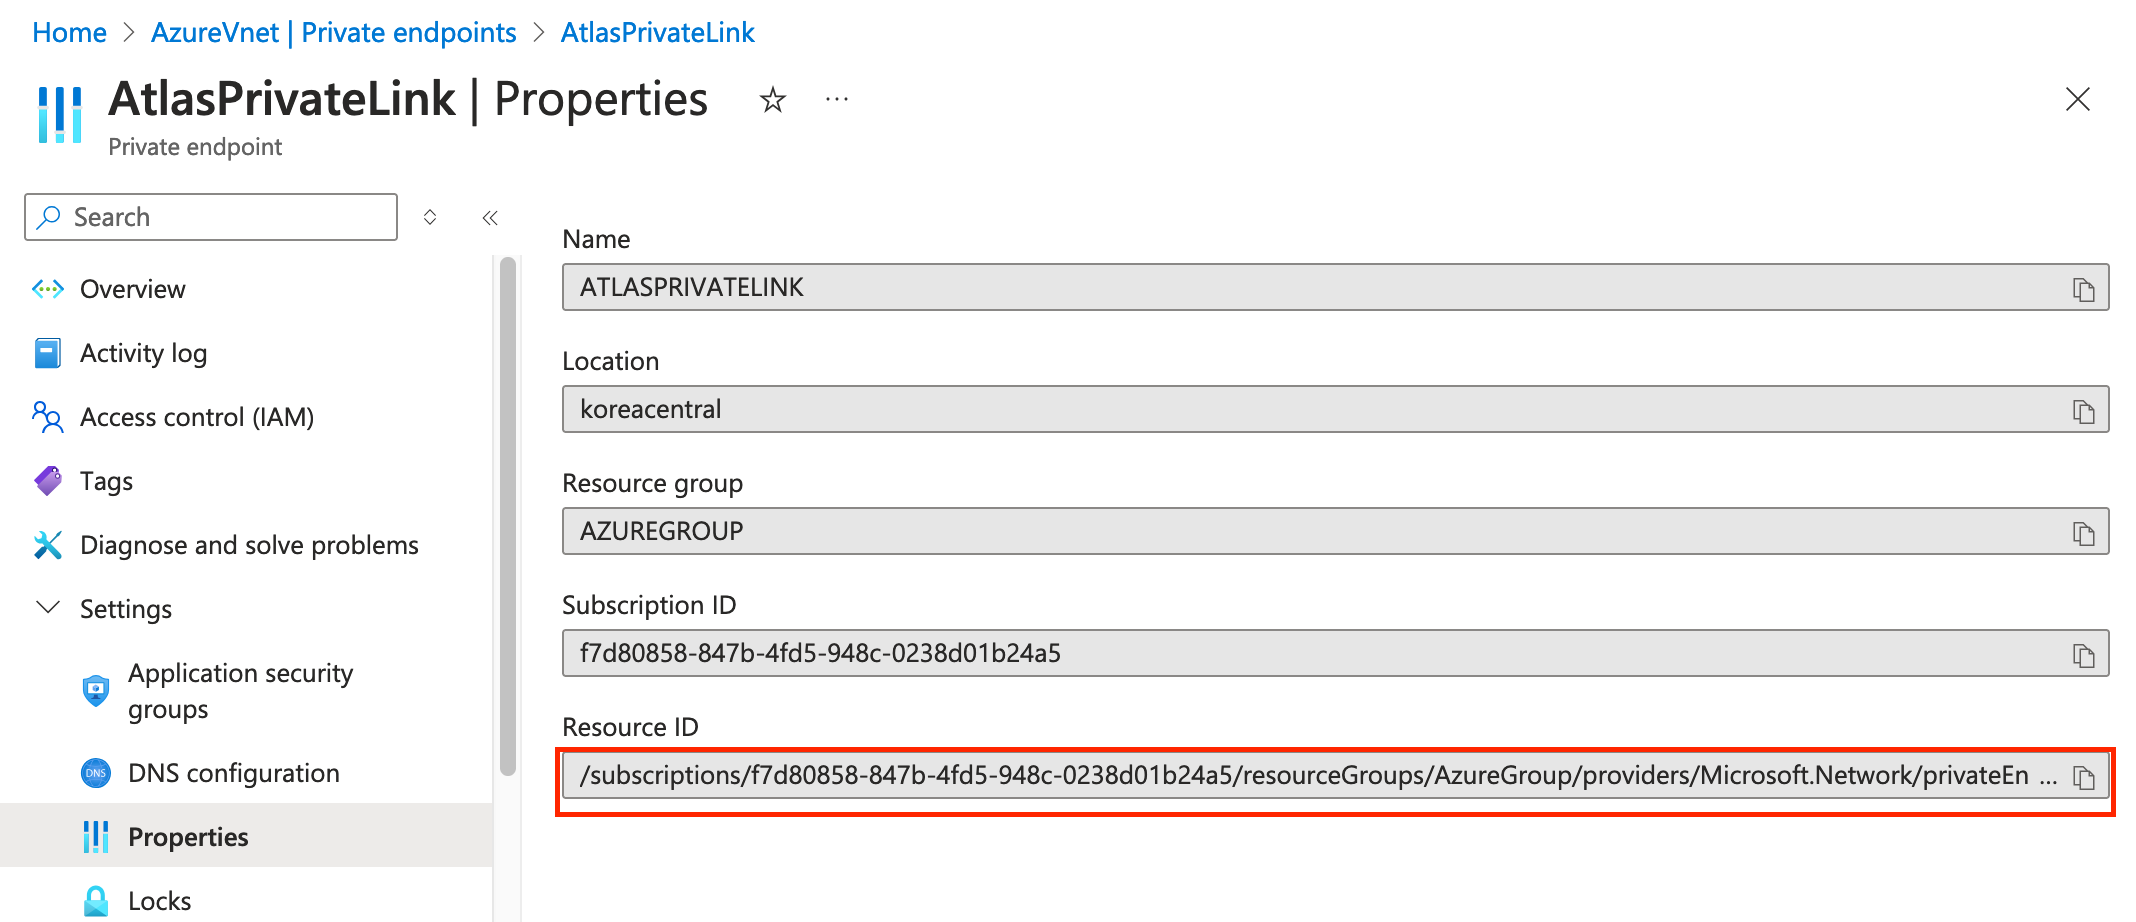 Home > AzureVnet | Private endpoints > AtlasPrivateLink
AtlasPrivateLink | Properties
Private endpoint
Search
Overview
Activity log
Access control (IAM)
Tags
Diagnose and solve problems
Settings
Application security
groups
DNS DNS configuration
Properties
Locks
Name
ATLASPRIVATELINK
Location
koreacentral
Resource group
AZUREGROUP
Subscription ID
f7d80858-847b-4fd5-948c-0238d01b24a5
Resource ID
/subscriptions/f7d80858-847b-4fd5-948c-0238d01b24a5/resourceGroups/AzureGroup/providers/Microsoft.Network/privateEn ...